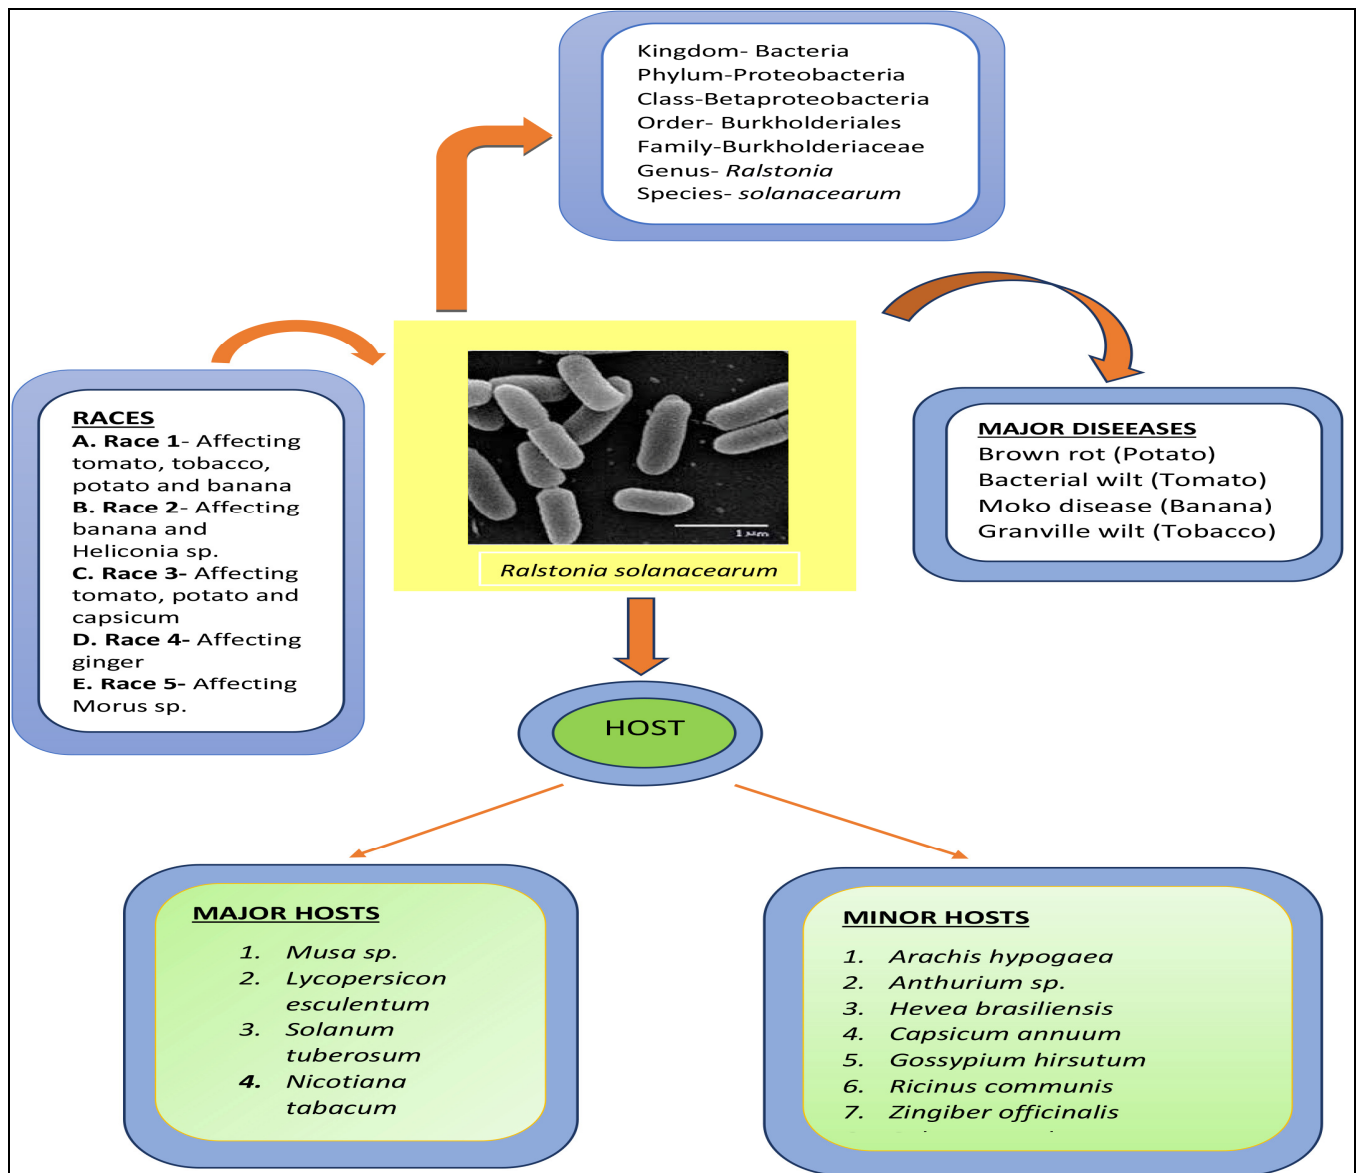 Kingdom- Bacteria
Phylum-Proteobacteria
Class-Betaproteobacteria
Order- Burkholderiales
Family-Burkholderiaceae
Genus- Ralstonia
Species- solanacearum
RACES
A. Race 1- Affecting
tomato, tobacco,
potato and banana
B. Race 2- Affecting
banana and
Heliconia sp.
C. Race 3- Affecting
tomato, potato and
capsicum
D. Race 4- Affecting
ginger
E. Race 5- Affecting
Morus sp.
1 µm
Ralstonia solanacearum
MAJOR DISEEASES
Brown rot (Potato)
Bacterial wilt (Tomato)
Moko disease (Banana)
Granville wilt (Tobacco)
HOST
MAJOR HOSTS
1. Musa sp.
2. Lycopersicon
esculentum
3. Solanum
tuberosum
4. Nicotiana
tabacum
MINOR HOSTS
1. Arachis hypogaea
2. Anthurium sp.
3. Hevea brasiliensis
4. Capsicum annuum
5. Gossypium hirsutum
6. Ricinus communis
7. Zingiber officinalis